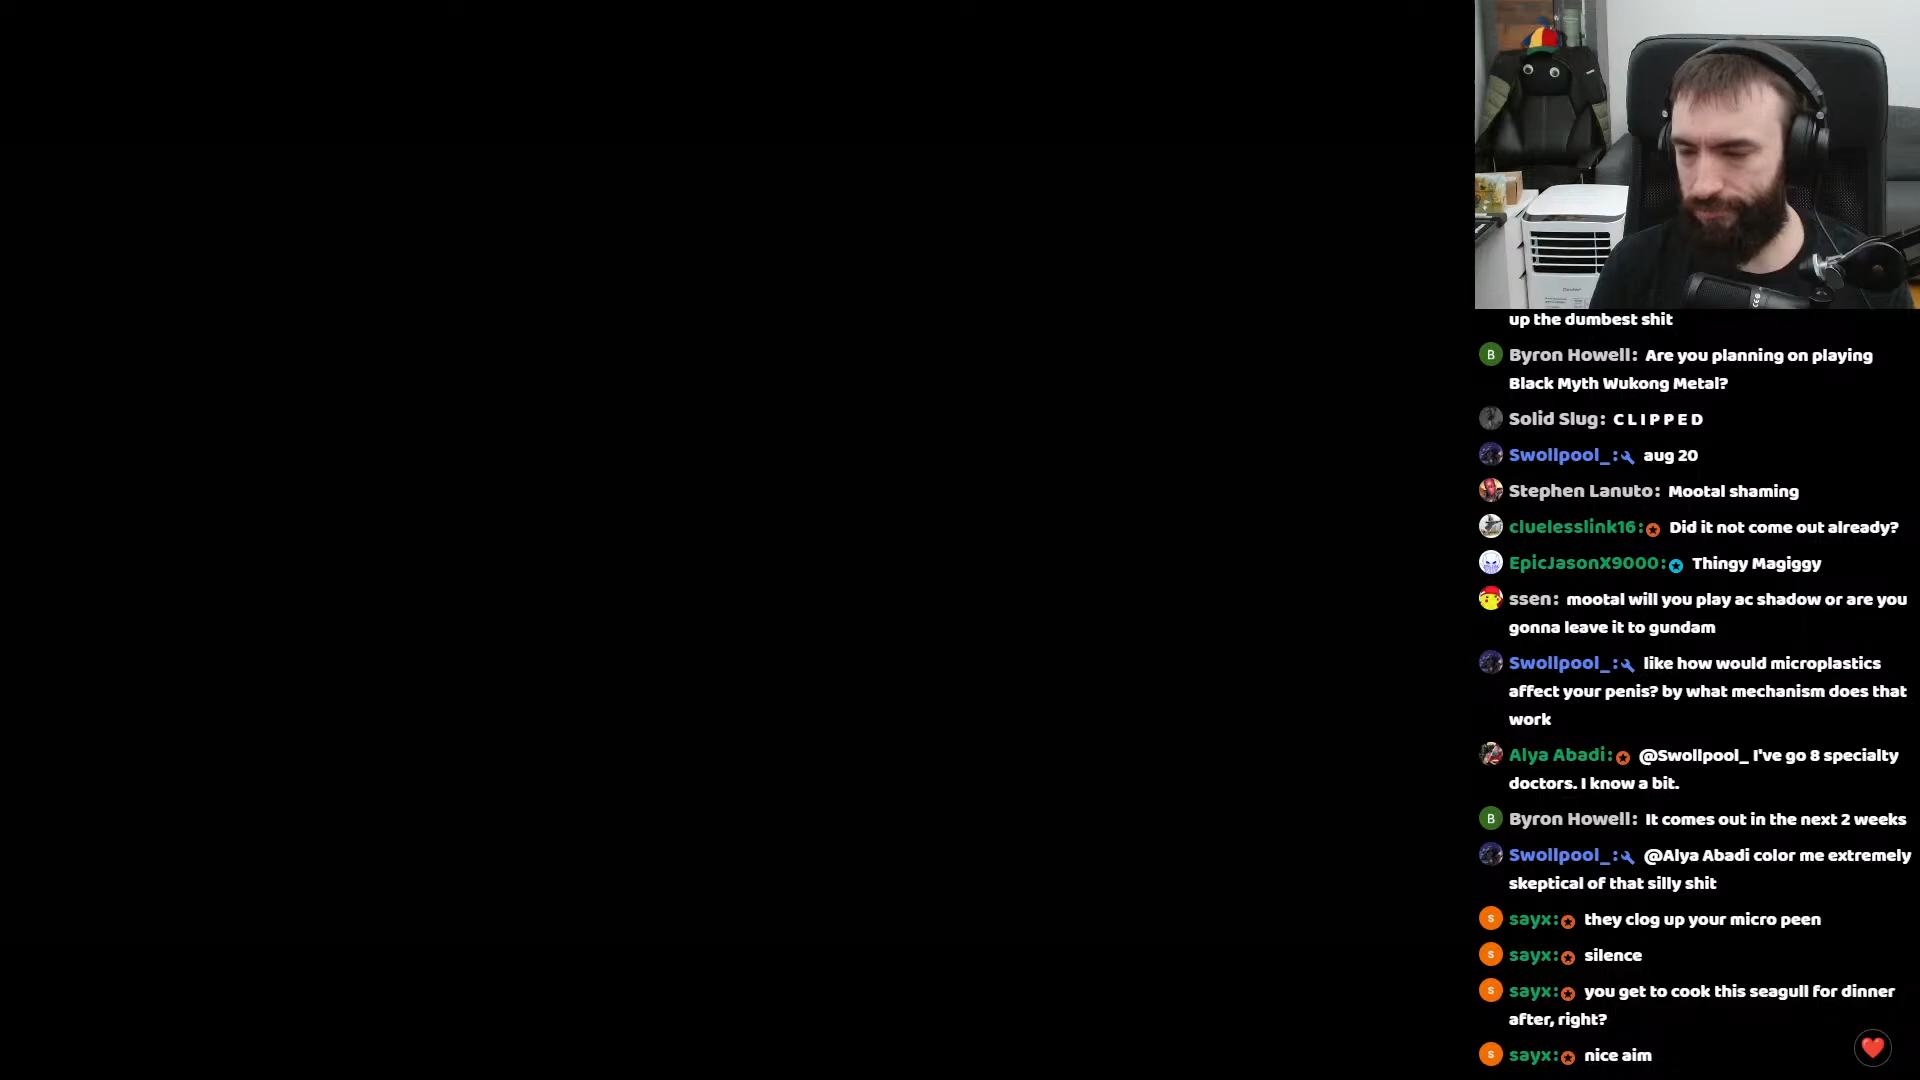 up the dumbest shit
Byron Howell: Are you planning on playing
Black Myth Wukong Metal?
Solid Slug: C L I P P E D
Swollpool_: aug 20
Stephen Lanuto: Mootal shaming
cluelesslink16: Did it not come out already?
EpicJasonX9000: Thingy Magiggy
ssen: mootal will you play ac shadow or are you
gonna leave it to gundam
Swollpool_: like how would microplastics
affect your penis? by what mechanism does that
work
Alya Abadi: @Swollpool_ I've go 8 specialty
doctors. I know a bit.
B
Byron Howell: It comes out in the next 2 weeks
Swollpool_: @Alya Abadi color me extremely
skeptical of that silly shit
S
sayx: they clog up your micro peen
S
sayx: silence
S
sayx: you get to cook this seagull for dinner
after, right?
S
sayx: nice aim